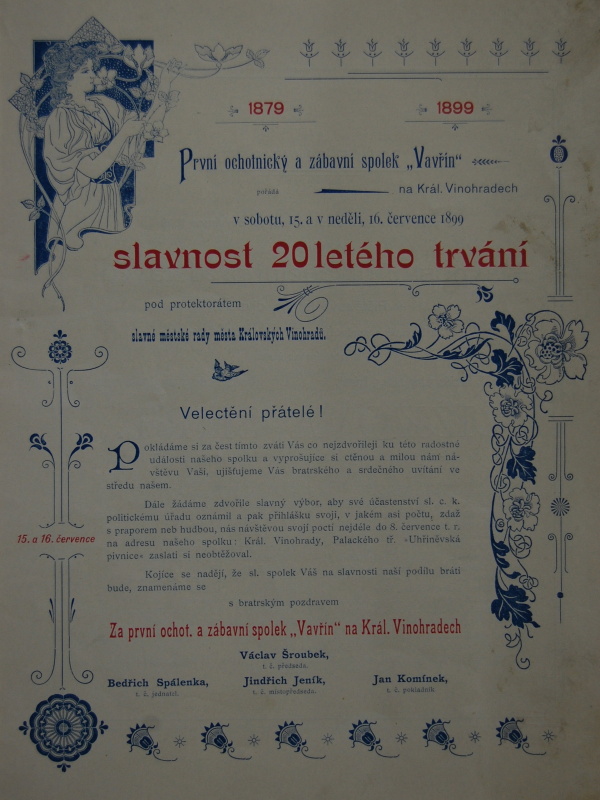 1879 1899
První ochotnický a zábavní spolek „Vavřín“
pořádá na Král. Vinohradech
v sobotu, 15. a v neděli, 16. července 1899
slavnost 20letého trvání
pod protektorátem
slavné městské rady města Královských Vinohradů.
Velectění přátelé!
Pokládáme si za čest tímto zváti Vás co nejzdvořileji ku této radostné
události našeho spolku a vyprošujíce si ctěnou a milou nám ná-
vštěvu Vaši, ujišťujeme Vás bratrského a srdečného uvítání ve
středu našem.
Dále žádáme zdvořile slavný výbor, aby své účastenství sl. c. k.
politickému úřadu oznámil a pak přihlášku svoji, v jakém asi počtu, zdaž
s praporem neb hudbou, nás návštěvou svojí poctí nejdéle do 8. července t. r.
na adresu našeho spolku: Král. Vinohrady, Palackého tř. »Uhřiněvská
pivnice« zaslati si neobtěžoval.
Kojíce se nadějí, že sl. spolek Váš na slavnosti naší podílu bráti
bude, znamenáme se
s bratrským pozdravem
15. a 16. července
Za první ochot. a zábavní spolek „Vavřín“ na Král. Vinohradech
Václav Šroubek,
t. č. předseda.
Bedřich Spálenka, Jindřich Jeník, Jan Komínek,
t. č. jednatel. t. č. místopředseda. t. č. pokladník